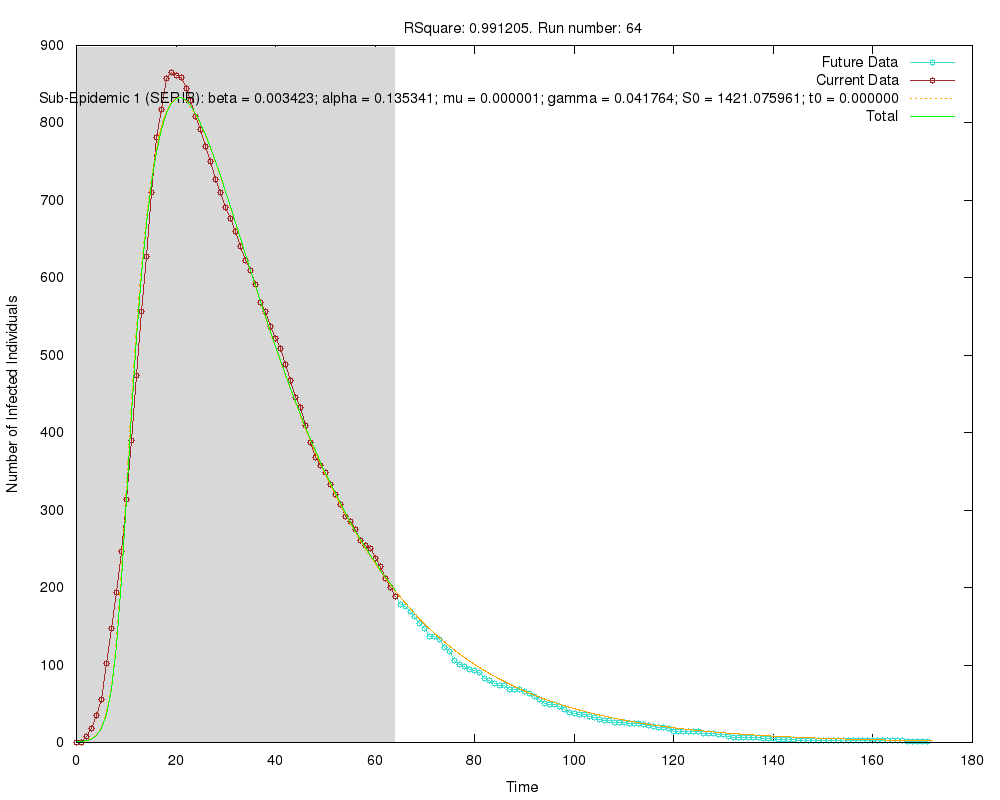 RSquare: 0.991205. Run number: 64
900
800
700
600
500
400
300
200
100
0
Number of Infected Individuals
Future Data
Current Data
Sub-Epidemic 1 (SEPIR): beta = 0.003423; alpha = 0.135341; mu = 0.000001; gamma = 0.041764; S0 = 1421.075961; t0 = 0.000000
Total
0 20 40 60 80 100 120 140 160 180
Time